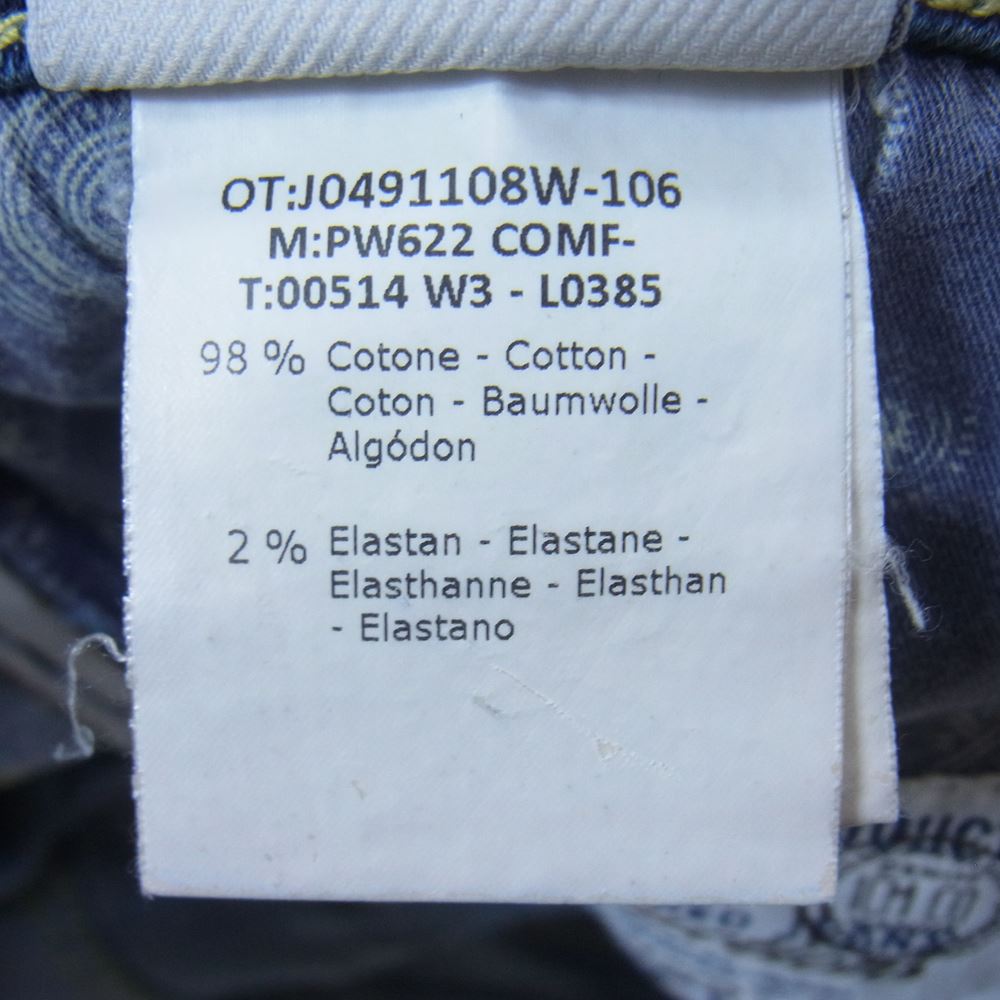 OT:J0491108W-106
M:PW622 COMF-
T:00514 W3 - L0385
98 % Cotone - Cotton -
Coton - Baumwolle -
Algódon
2 % Elastan - Elastane -
Elasthanne - Elasthan
- Elastano